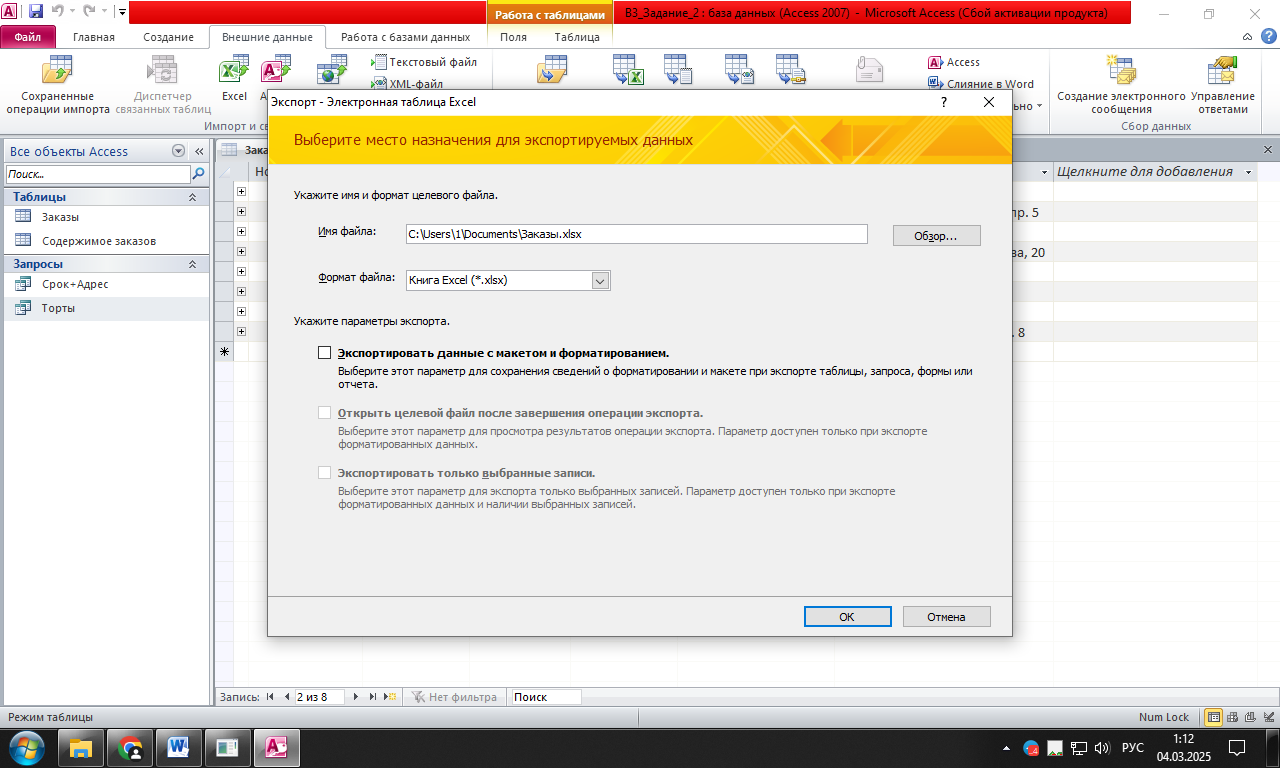 Работа с таблицами
В3_Задание_2 : база данных (Access 2007) - Microsoft Access (Сбой активации продукта)
Файл
Главная
Создание
Внешние данные
Работа с базами данных
Поля
Таблица
Сохраненные операции импорта
Диспетчер связанных таблиц
Excel
Текстовый файл
XML-файл
Access
Слияние в Word
Создание электронного сообщения
Управление ответами
Сбор данных
Экспорт - Электронная таблица Excel
?
Выберите место назначения для экспортируемых данных
Укажите имя и формат целевого файла.
Имя файла:
C:\Users\1\Documents\Заказы.xlsx
Обзор...
Формат файла:
Книга Excel (*.xlsx)
Укажите параметры экспорта.
Экспортировать данные с макетом и форматированием.
Выберите этот параметр для сохранения сведений о форматировании и макете при экспорте таблицы, запроса, формы или
отчета.
Открыть целевой файл после завершения операции экспорта.
Выберите этот параметр для просмотра результатов операции экспорта. Параметр доступен только при экспорте
форматированных данных.
Экспортировать только выбранные записи.
Выберите этот параметр для экспорта только выбранных записей. Параметр доступен только при экспорте
форматированных данных и наличии выбранных записей.
OK
Отмена
Все объекты Access
Поиск...
Таблицы
Заказы
Содержимое заказов
Запросы
Срок+Адрес
Торты
Щелкните для добавления
пр. 5
ва, 20
. 8
Запись:
2 из 8
Нет фильтра
Поиск
Режим таблицы
Num Lock
РУС
1:12
04.03.2025